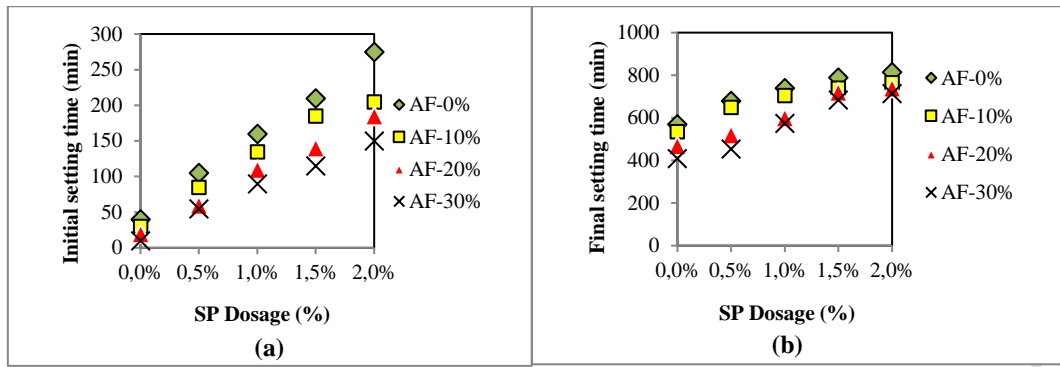 Initial setting time (min)
300
250
200
150
100
50
0
0,0% 0,5% 1,0% 1,5% 2,0%
SP Dosage (%)
AF-0%
AF-10%
AF-20%
AF-30%
(a)
Final setting time (min)
1000
800
600
400
200
0
0,0% 0,5% 1,0% 1,5% 2,0%
SP Dosage (%)
AF-0%
AF-10%
AF-20%
AF-30%
(b)